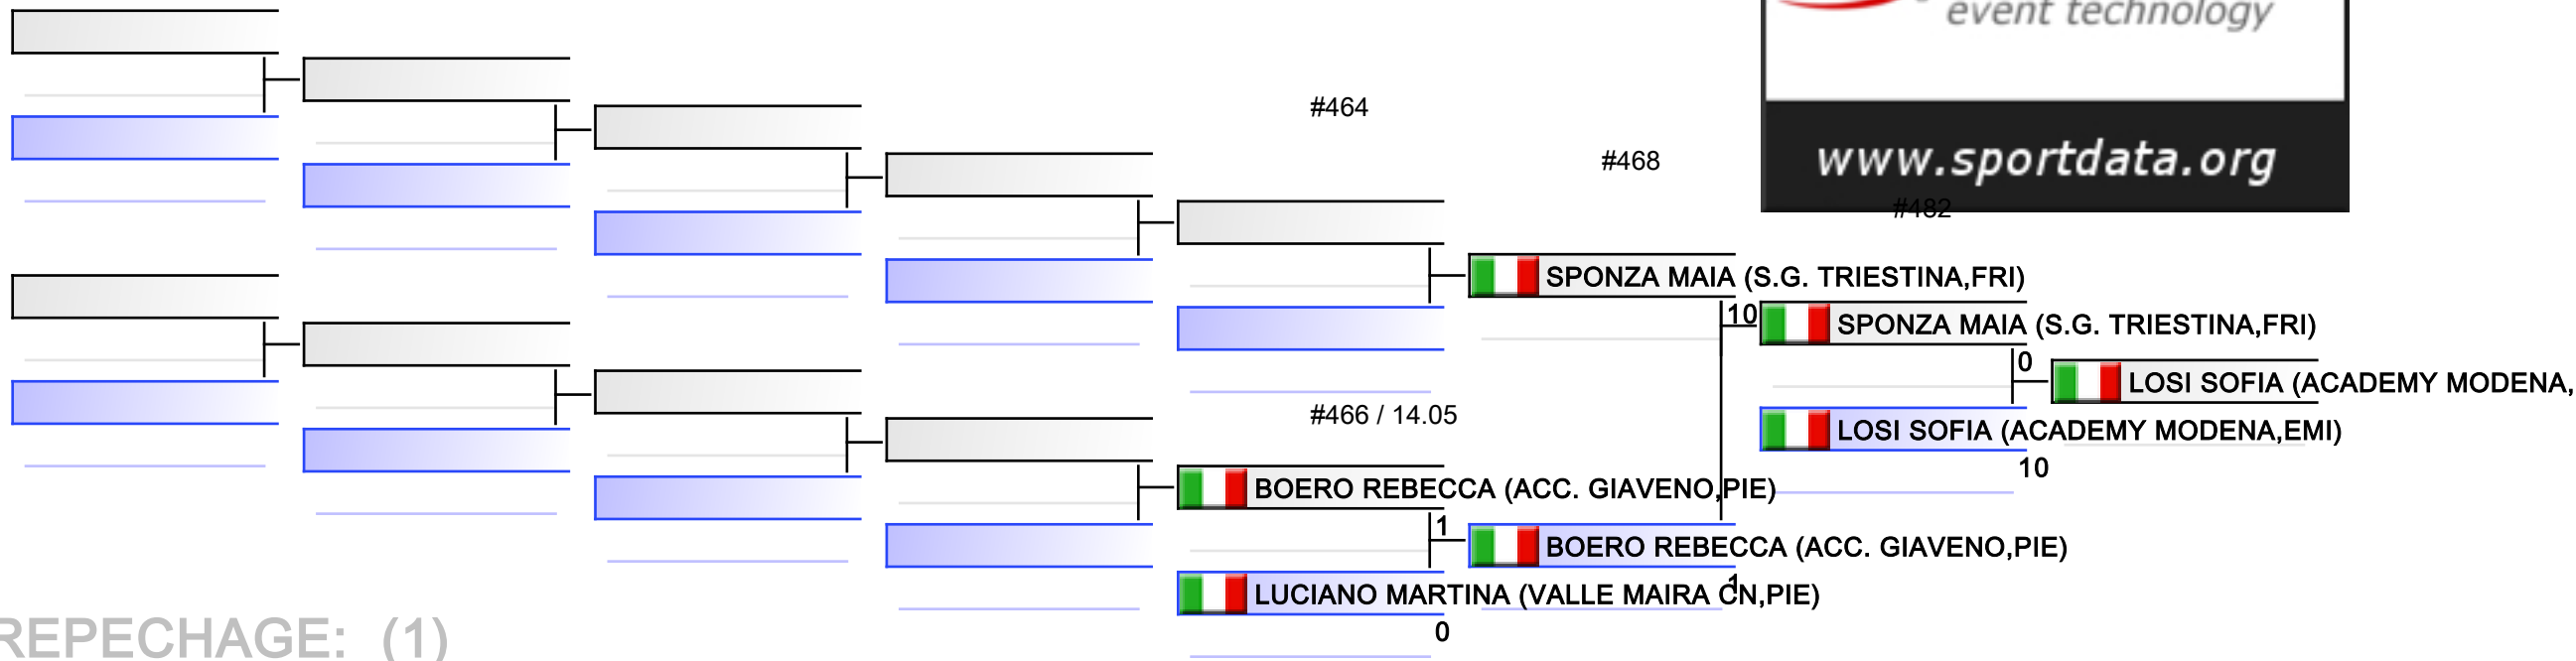 event technology
www.sportdata.org
#464
#468
#482
SPONZA MAIA (S.G. TRIESTINA,FRI)
10
SPONZA MAIA (S.G. TRIESTINA,FRI)
0
LOSI SOFIA (ACADEMY MODENA,
LOSI SOFIA (ACADEMY MODENA,EMI)
10
#466 / 14.05
BOERO REBECCA (ACC. GIAVENO,PIE)
1
BOERO REBECCA (ACC. GIAVENO,PIE)
1
LUCIANO MARTINA (VALLE MAIRA CN,PIE)
0
REPECHAGE: (1)